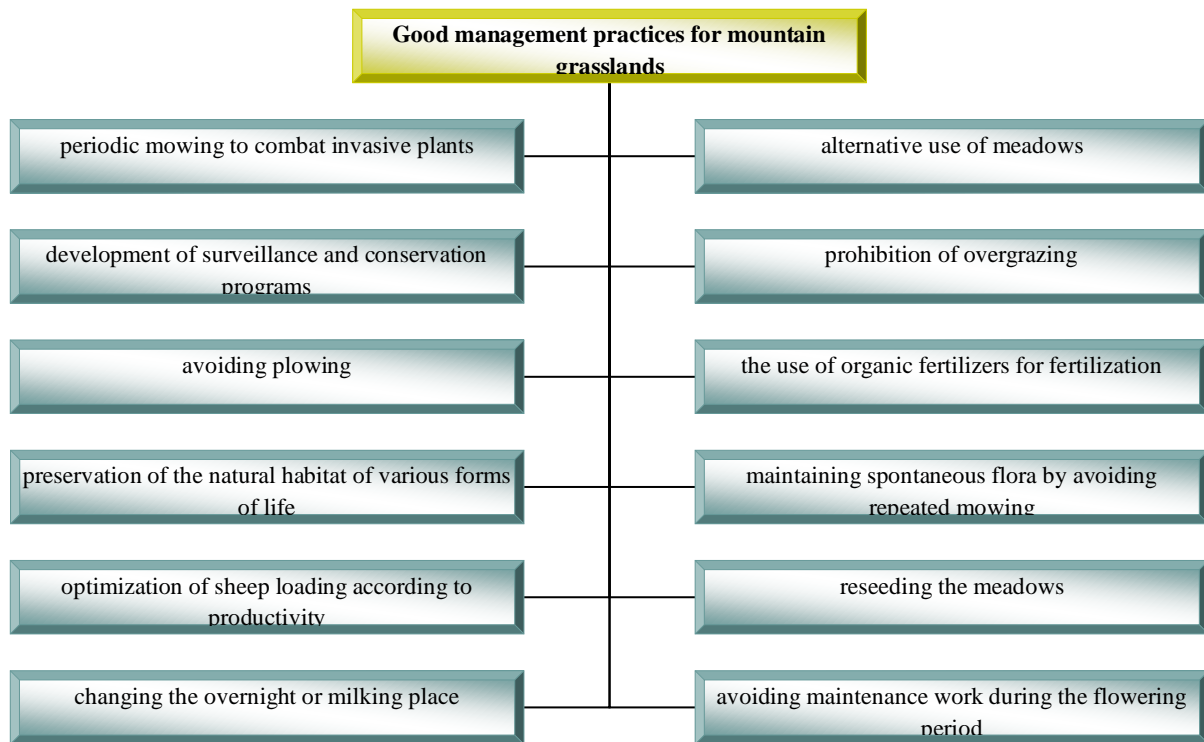 Good management practices for mountain
grasslands
periodic mowing to combat invasive plants
alternative use of meadows
development of surveillance and conservation
programs
prohibition of overgrazing
avoiding plowing
the use of organic fertilizers for fertilization
preservation of the natural habitat of various forms
of life
maintaining spontaneous flora by avoiding
repeated mowing
optimization of sheep loading according to
productivity
reseeding the meadows
changing the overnight or milking place
avoiding maintenance work during the flowering
period